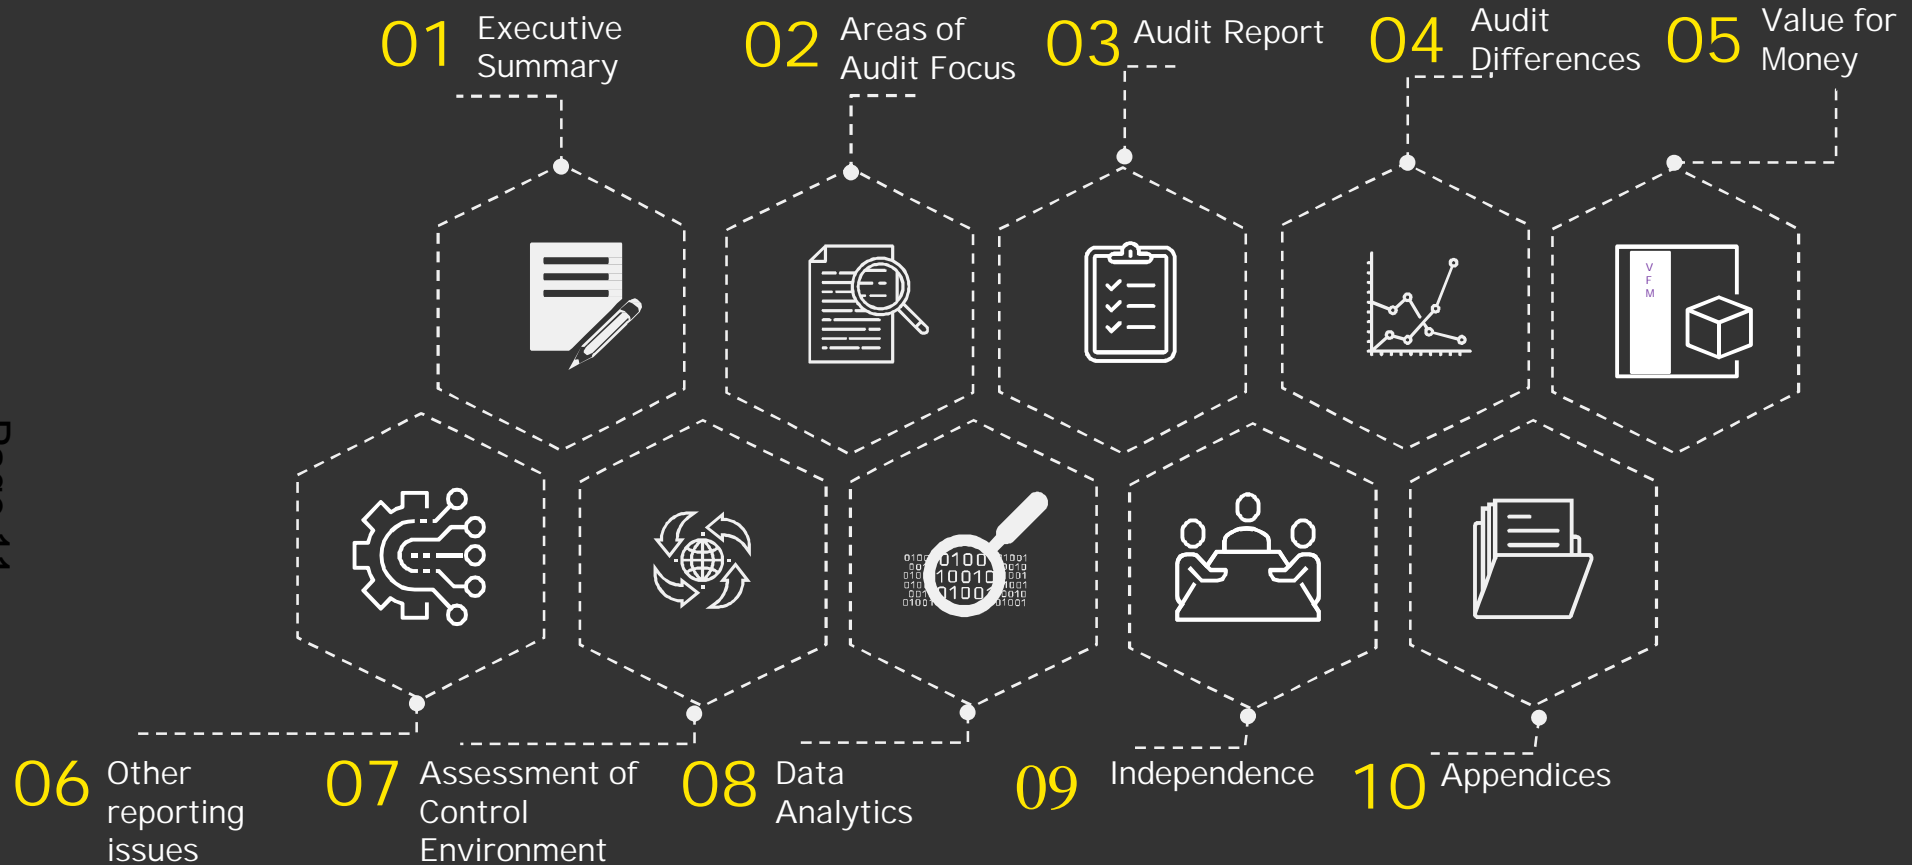 01 Executive
Summary
02 Areas of
Audit Focus
03 Audit Report
04 Audit
Differences
05 Value for
Money
V
F
M
0100
10010
1001
06 Other
reporting
issues
07 Assessment of
Control
Environment
08 Data
Analytics
09 Independence
10 Appendices